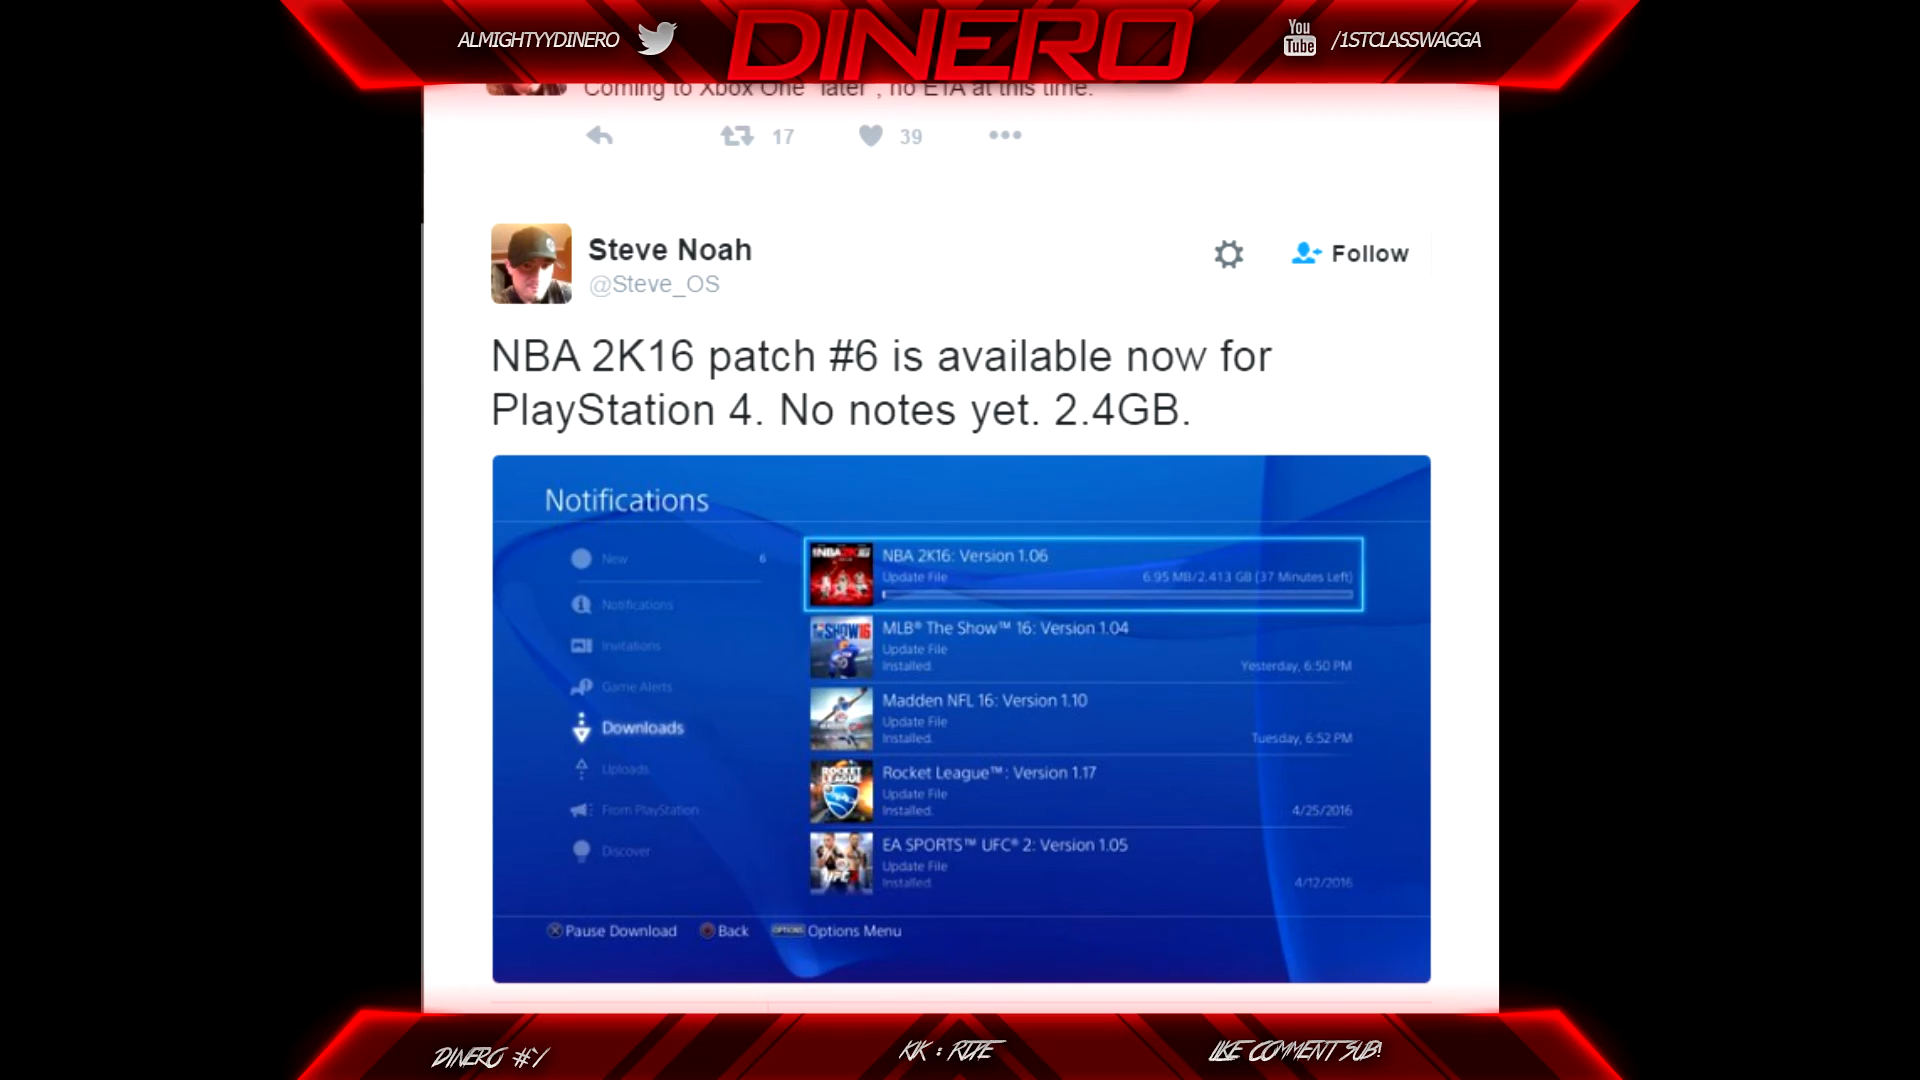 ALMIGHTYYDINERO
DINERO
You
Tube
/1STCLASSWAGGA
Coming to Xbox One "later", no ETA at this time.
17
39
Steve Noah
@Steve_OS
Follow
NBA 2K16 patch #6 is available now for
PlayStation 4. No notes yet. 2.4GB.
Notifications
New 6
Notifications
Invitations
Game Alerts
Downloads
Uploads
From PlayStation
Discover
NBA 2K16: Version 1.06
Update File 6.95 MB/2.413 GB (37 Minutes Left)
MLB® The Show™ 16: Version 1.04
Update File
Installed. Yesterday, 6:50 PM
Madden NFL 16: Version 1.10
Update File
Installed. Tuesday, 6:52 PM
ROCKET
LEAGUE
Rocket League™: Version 1.17
Update File
Installed. 4/25/2016
EA SPORTS™ UFC® 2: Version 1.05
Update File
Installed. 4/12/2016
Pause Download
Back
OPTIONS Options Menu
DINERO #Y
KIK : RIPE
LIKE COMMENT SUB!